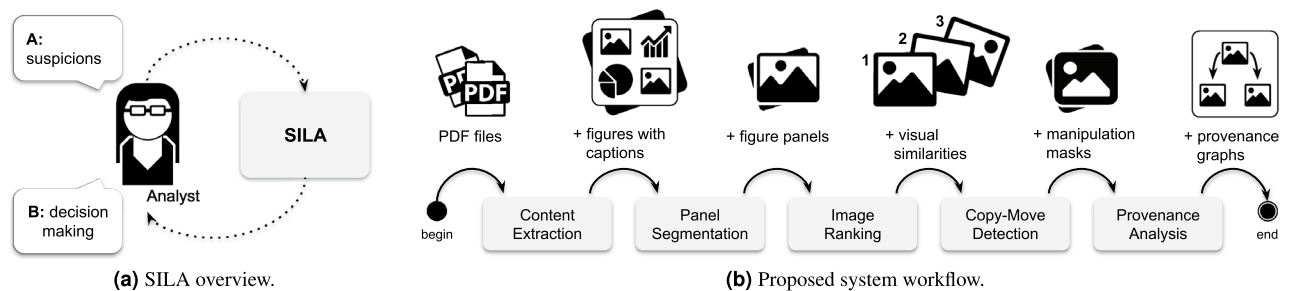 A:
suspicions
SILA
Analyst
B: decision
making
(a) SILA overview.
PDF
PDF
1
2
3
PDF files
+ figures with
captions
+ figure panels
+ visual
similarities
+ manipulation
masks
+ provenance
graphs
begin
Content
Extraction
Panel
Segmentation
Image
Ranking
Copy-Move
Detection
Provenance
Analysis
end
(b) Proposed system workflow.